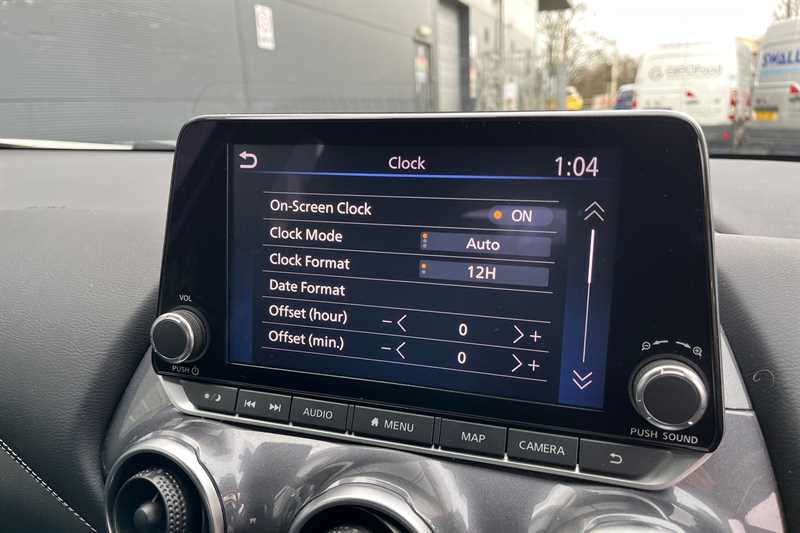 SMALL
Clock 1:04
On-Screen Clock ON
Clock Mode Auto
Clock Format 12H
Date Format
Offset (hour) − 0 +
Offset (min.) − 0 +
VOL
PUSH
AUDIO
MENU
MAP
CAMERA
PUSH SOUND